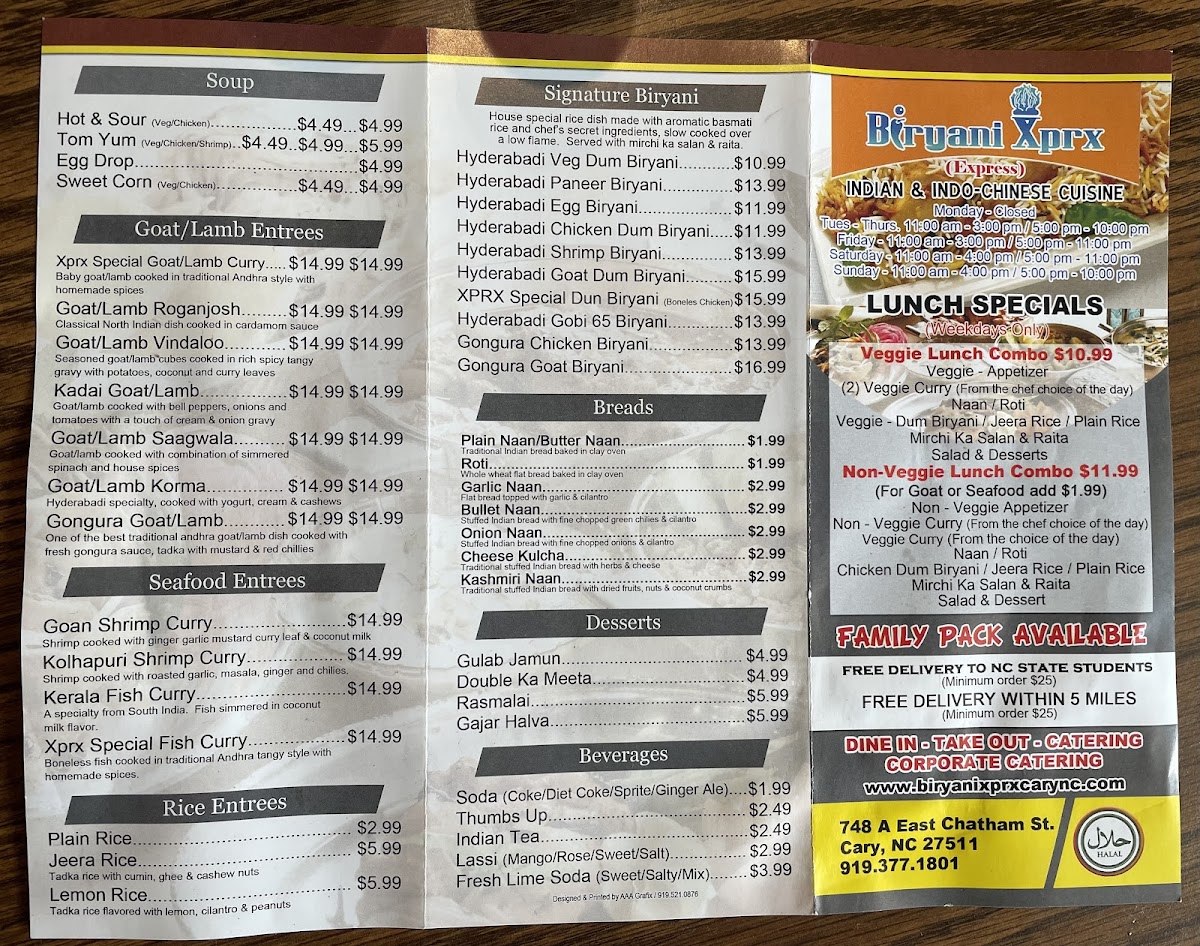 Soup
Hot & Sour (Veg/Chicken)....................$4.49...$4.99
Tom Yum (Veg/Chicken/Shrimp)..$4.49..$4.99...$5.99
Egg Drop.................................................$4.99
Sweet Corn (Veg/Chicken)...................$4.49...$4.99
Goat/Lamb Entrees
Xprx Special Goat/Lamb Curry.....$14.99 $14.99
Baby goat/lamb cooked in traditional Andhra style with
homemade spices
Goat/Lamb Roganjosh...........$14.99 $14.99
Classical North Indian dish cooked in cardamom sauce
Goat/Lamb Vindaloo...............$14.99 $14.99
Seasoned goat/lamb cubes cooked in rich spicy tangy
gravy with potatoes, coconut and curry leaves
Kadai Goat/Lamb....................$14.99 $14.99
Goat/lamb cooked with bell peppers, onions and
tomatoes with a touch of cream & onion gravy
Goat/Lamb Saagwala.............$14.99 $14.99
Goat/lamb cooked with combination of simmered
spinach and house spices
Goat/Lamb Korma...................$14.99 $14.99
Hyderabad specialty, cooked with yogurt, cream & cashews
Gongura Goat/Lamb...............$14.99 $14.99
One of the best traditional andhra goat/lamb dish cooked with
fresh gongura sauce, tadka with mustard & red chillies
Seafood Entrees
Goan Shrimp Curry..............................$14.99
Shrimp cooked with ginger garlic mustard curry leaf & coconut milk
Kolhapuri Shrimp Curry......................$14.99
Shrimp cooked with roasted garlic, masala, ginger and chilies,
Kerala Fish Curry.................................$14.99
A specialty from South India. Fish simmered in coconut
milk flavor.
Xprx Special Fish Curry......................$14.99
Boneless fish cooked in traditional Andhra tangy style with
homemade spices.
Rice Entrees
Plain Rice.................................................$2.99
Jeera Rice................................................$5.99
Tadka rice with cumin, ghee & cashew nuts
Lemon Rice..............................................$5.99
Tadka rice flavored with lemon, cilantro & peanuts
Signature Biryani
House special rice dish made with aromatic basmati
rice and chef's secret ingredients, slow cooked over
a low flame. Served with mirchi ka salan & raita.
Hyderabadi Veg Dum Biryani............$10.99
Hyderabadi Paneer Biryani...............$13.99
Hyderabadi Egg Biryani....................$11.99
Hyderabadi Chicken Dum Biryani......$11.99
Hyderabadi Shrimp Biryani...............$13.99
Hyderabadi Goat Dum Biryani..........$15.99
XPRX Special Dun Biryani (Boneles Chicken)$15.99
Hyderabadi Gobi 65 Biryani..............$13.99
Gongura Chicken Biryani..................$13.99
Gongura Goat Biryani.......................$16.99
Breads
Plain Naan/Butter Naan............................$1.99
Traditional Indian bread baked in clay oven
Roti.............................................................$1.99
Whole wheat flat bread baked in clay oven
Garlic Naan................................................$2.99
Flat bread topped with garlic & cilantro
Bullet Naan................................................$2.99
Stuffed Indian bread with fine chopped green chilies & cilantro
Onion Naan................................................$2.99
Stuffed Indian bread with fine chopped onions & cilantro
Cheese Kulcha...........................................$2.99
Traditional stuffed Indian bread with herbs & cheese
Kashmiri Naan...........................................$2.99
Traditional stuffed Indian bread with dried fruits, nuts & coconut crumbs
Desserts
Gulab Jamun......................................$4.99
Double Ka Meeta................................$4.99
Rasmalai............................................$5.99
Gajar Halva........................................$5.99
Beverages
Soda (Coke/Diet Coke/Sprite/Ginger Ale)....$1.99
Thumbs Up.........................................$2.49
Indian Tea..........................................$2.49
Lassi (Mango/Rose/Sweet/Salt)..............$2.99
Fresh Lime Soda (Sweet/Salty/Mix).......$3.99
Designed & Printed by AAA Grafix / 919.521.0876
Biryani Xprx
(Express)
INDIAN & INDO-CHINESE CUISINE
Monday - Closed
Tues - Thurs. 11:00 am - 3:00 pm / 5:00 pm - 10:00 pm
Friday - 11:00 am - 3:00 pm / 5:00 pm - 11:00 pm
Saturday - 11:00 am - 4:00 pm / 5:00 pm - 11:00 pm
Sunday - 11:00 am - 4:00 pm / 5:00 pm - 10:00 pm
LUNCH SPECIALS
(Weekdays Only)
Veggie Lunch Combo $10.99
Veggie - Appetizer
(2) Veggie Curry (From the chef choice of the day)
Naan / Roti
Veggie - Dum Biryani / Jeera Rice / Plain Rice
Mirchi Ka Salan & Raita
Salad & Desserts
Non-Veggie Lunch Combo $11.99
(For Goat or Seafood add $1.99)
Non - Veggie Appetizer
Non - Veggie Curry (From the chef choice of the day)
Veggie Curry (From the choice of the day)
Naan / Roti
Chicken Dum Biryani / Jeera Rice / Plain Rice
Mirchi Ka Salan & Raita
Salad & Dessert
FAMILY PACK AVAILABLE
FREE DELIVERY TO NC STATE STUDENTS
(Minimum order $25)
FREE DELIVERY WITHIN 5 MILES
(Minimum order $25)
DINE IN - TAKE OUT - CATERING
CORPORATE CATERING
www.biryanixprxcarync.com
748 A East Chatham St.
Cary, NC 27511
919.377.1801
حلال
HALAL